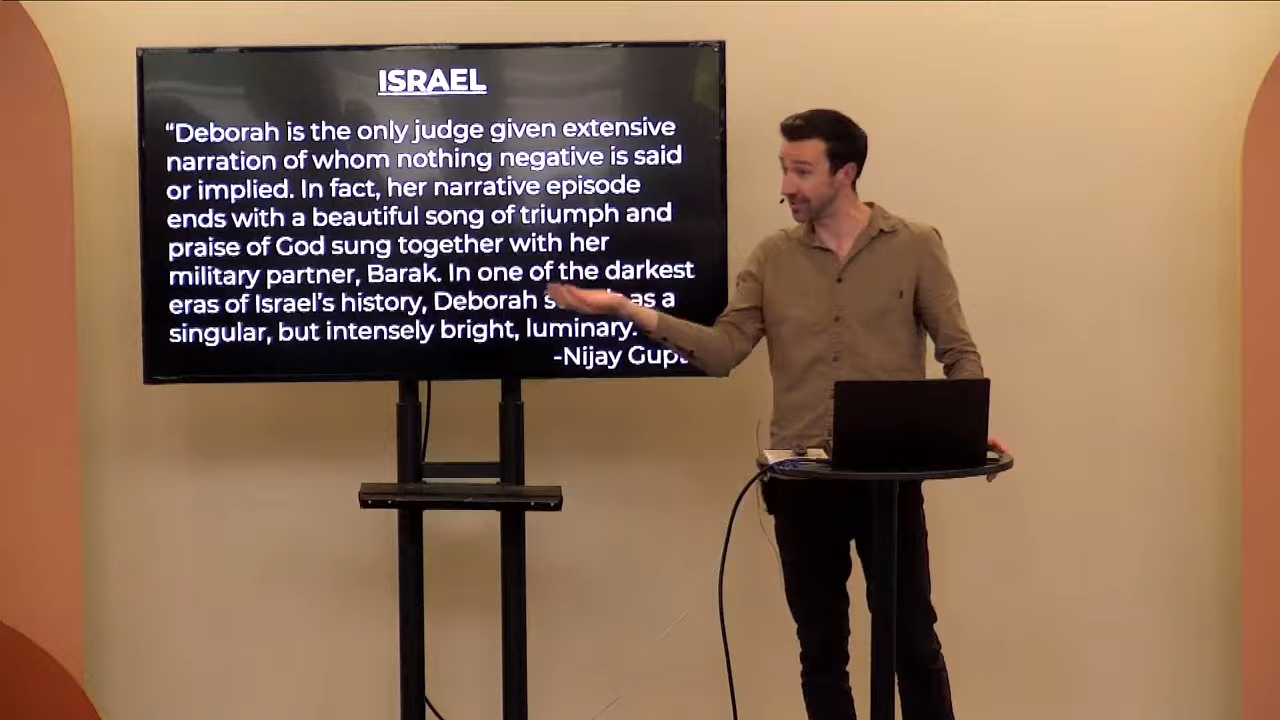 ISRAEL
“Deborah is the only judge given extensive
narration of whom nothing negative is said
or implied. In fact, her narrative episode
ends with a beautiful song of triumph and
praise of God sung together with her
military partner, Barak. In one of the darkest
eras of Israel’s history, Deborah as a
singular, but intensely bright, luminary.
-Nijay